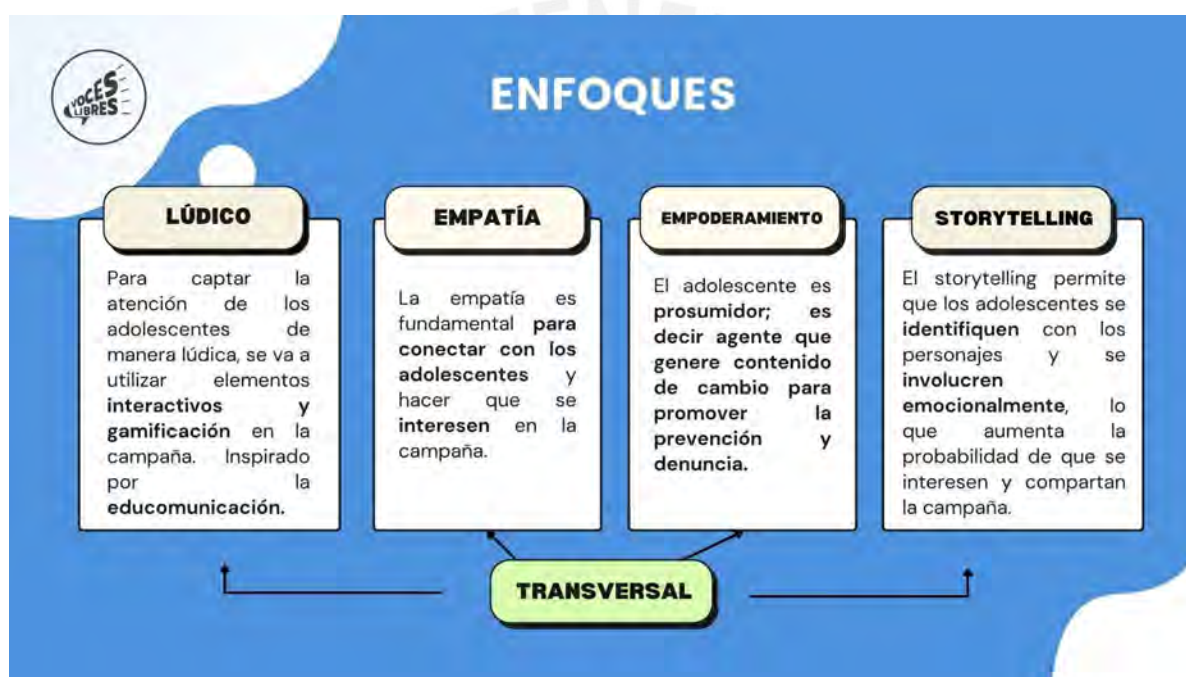 VOCES
LIBRES
ENFOQUES
LÚDICO
Para captar la
atención de los
adolescentes de
manera lúdica, se va a
utilizar elementos
interactivos y
gamificación en la
campaña. Inspirado
por la
educomunicación.
EMPATÍA
La empatía es
fundamental para
conectar con los
adolescentes y
hacer que se
interesen en la
campaña.
EMPODERAMIENTO
El adolescente es
prosumidor; es
decir agente que
genere contenido
de cambio para
promover la
prevención y
denuncia.
STORYTELLING
El storytelling permite
que los adolescentes se
identifiquen con los
personajes y se
involucren
emocionalmente, lo
que aumenta la
probabilidad de que se
interesen y compartan
la campaña.
TRANSVERSAL